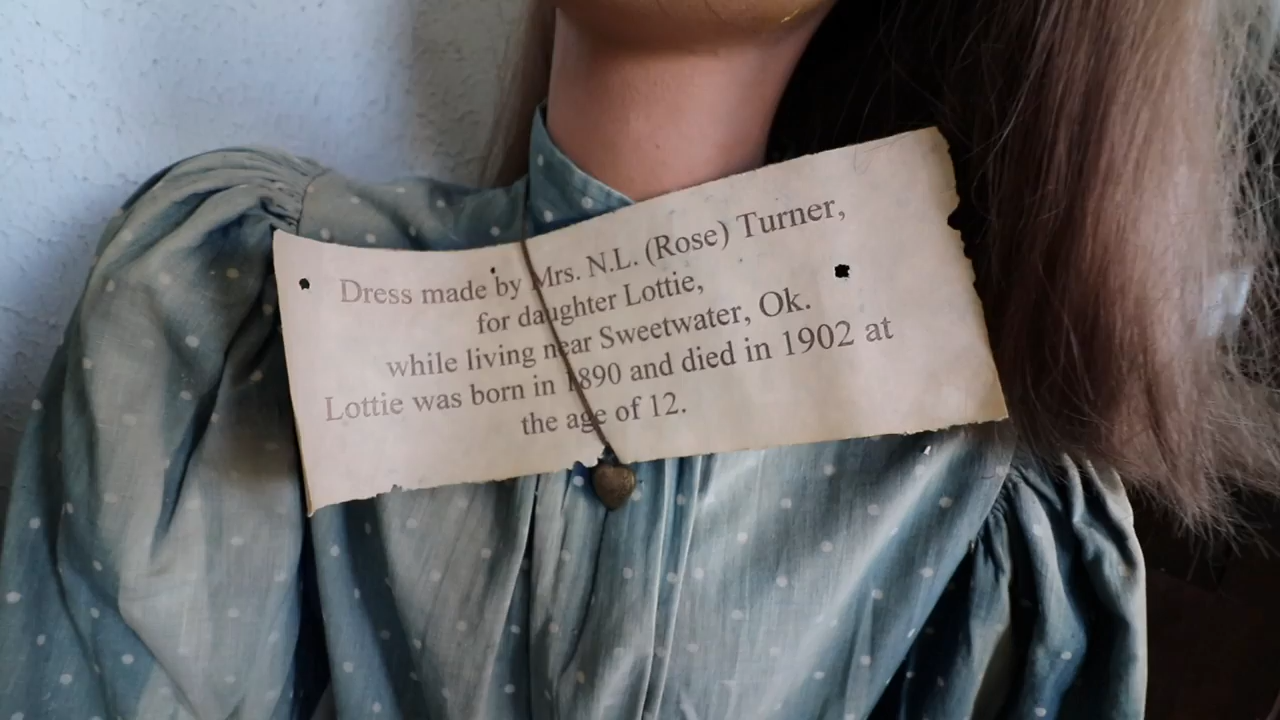 Dress made by Mrs. N.L. (Rose) Turner,
for daughter Lottie,
while living near Sweetwater, Ok.
Lottie was born in 1890 and died in 1902 at
the age of 12.